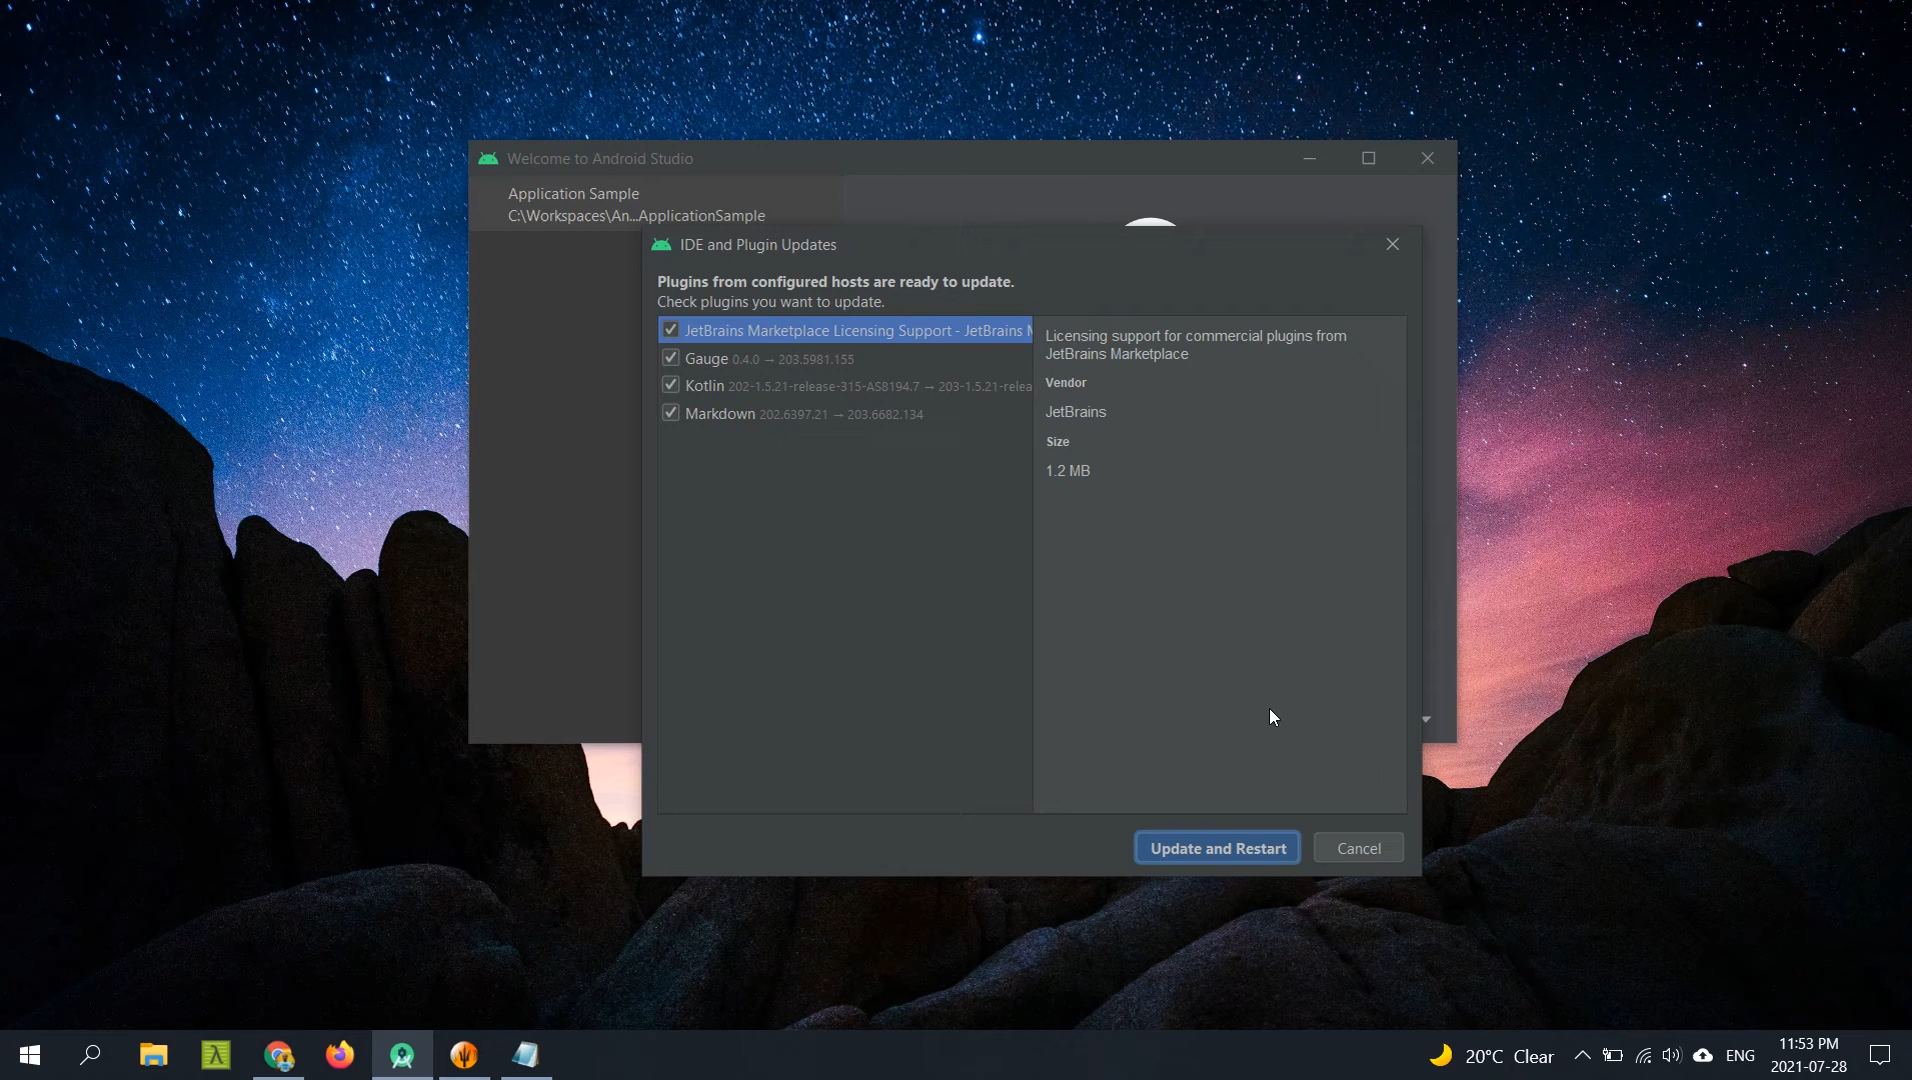 Welcome to Android Studio
Application Sample
C:\Workspaces\An...ApplicationSample
IDE and Plugin Updates
Plugins from configured hosts are ready to update.
Check plugins you want to update.
JetBrains Marketplace Licensing Support - JetBrains
Gauge 0.4.0 → 203.5981.155
Kotlin 202-1.5.21-release-315-AS8194.7 → 203-1.5.21-relea
Markdown 202.6397.21 → 203.6682.134
Licensing support for commercial plugins from
JetBrains Marketplace
Vendor
JetBrains
Size
1.2 MB
Update and Restart
Cancel
20°C Clear
ENG
11:53 PM
2021-07-28